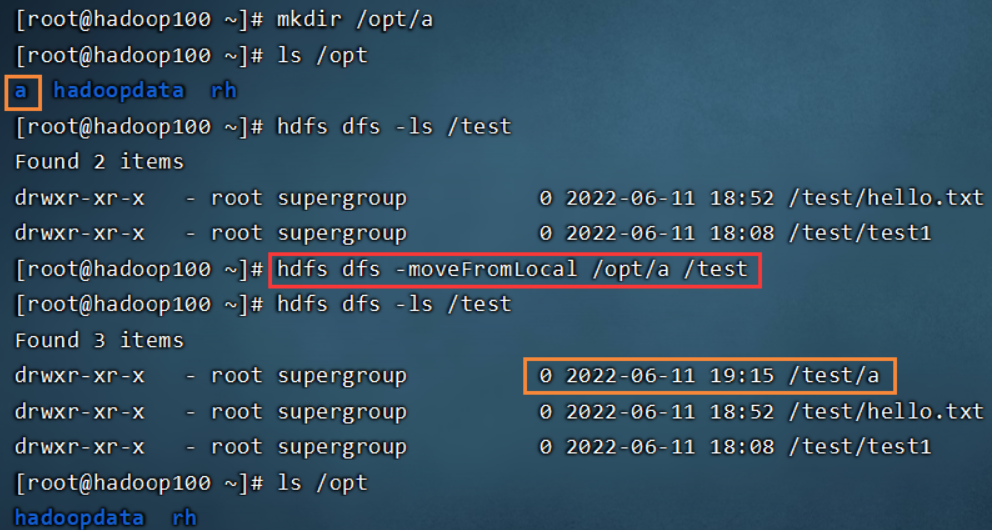 [root@hadoop100 ~]# mkdir /opt/a
[root@hadoop100 ~]# ls /opt
a  hadoopdata  rh
[root@hadoop100 ~]# hdfs dfs -ls /test
Found 2 items
drwxr-xr-x   - root supergroup          0 2022-06-11 18:52 /test/hello.txt
drwxr-xr-x   - root supergroup          0 2022-06-11 18:08 /test/test1
[root@hadoop100 ~]# hdfs dfs -moveFromLocal /opt/a /test
[root@hadoop100 ~]# hdfs dfs -ls /test
Found 3 items
drwxr-xr-x   - root supergroup          0 2022-06-11 19:15 /test/a
drwxr-xr-x   - root supergroup          0 2022-06-11 18:52 /test/hello.txt
drwxr-xr-x   - root supergroup          0 2022-06-11 18:08 /test/test1
[root@hadoop100 ~]# ls /opt
hadoopdata  rh